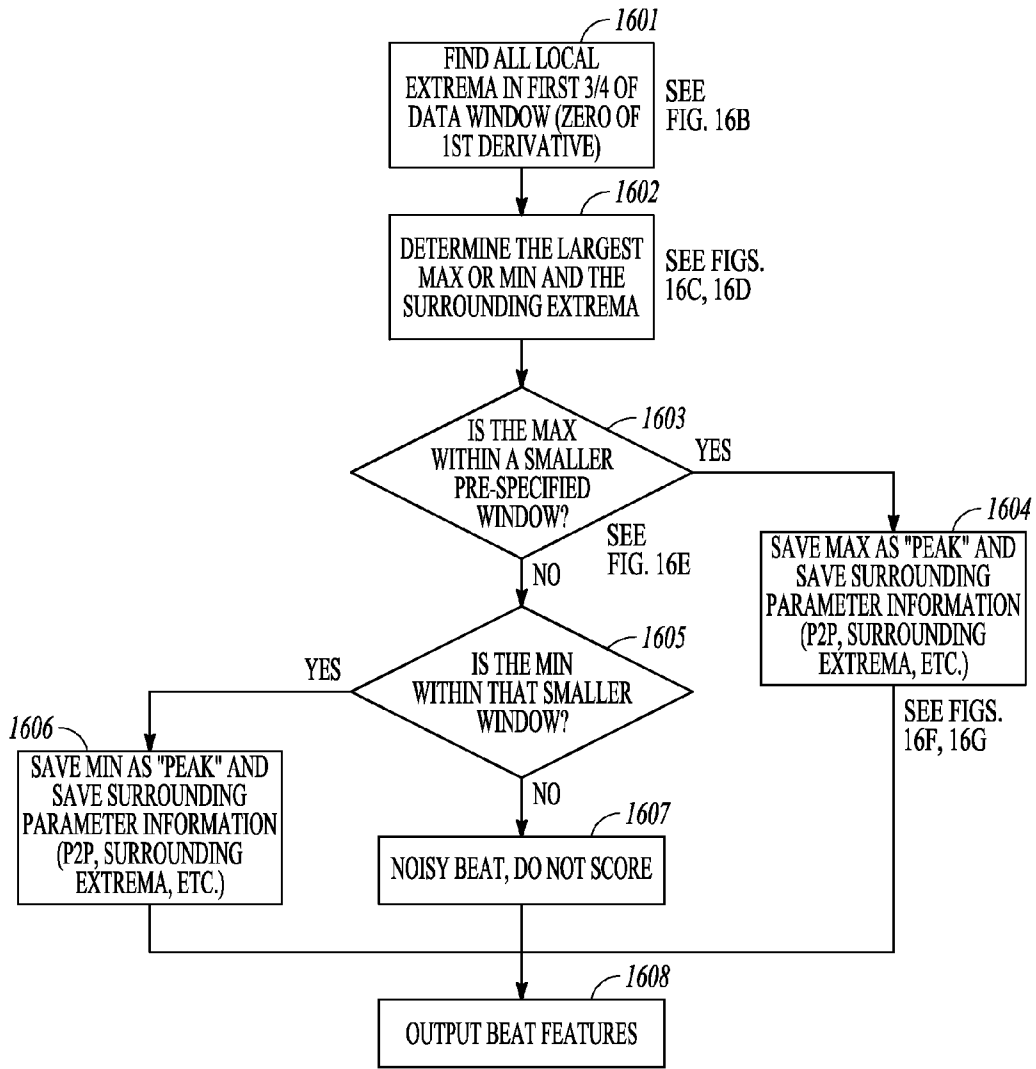 1601
FIND ALL LOCAL
EXTREMA IN FIRST 3/4 OF
DATA WINDOW (ZERO OF
1ST DERIVATIVE)
SEE
FIG. 16B
1602
DETERMINE THE LARGEST
MAX OR MIN AND THE
SURROUNDING EXTREMA
SEE FIGS.
16C, 16D
1603
IS THE MAX
WITHIN A SMALLER
PRE-SPECIFIED
WINDOW?
YES
SEE
FIG. 16E
NO
1604
SAVE MAX AS "PEAK" AND
SAVE SURROUNDING
PARAMETER INFORMATION
(P2P, SURROUNDING
EXTREMA, ETC.)
SEE FIGS.
16F, 16G
1605
IS THE MIN
WITHIN THAT SMALLER
WINDOW?
YES
NO
1606
SAVE MIN AS "PEAK" AND
SAVE SURROUNDING
PARAMETER INFORMATION
(P2P, SURROUNDING
EXTREMA, ETC.)
1607
NOISY BEAT, DO NOT SCORE
1608
OUTPUT BEAT FEATURES